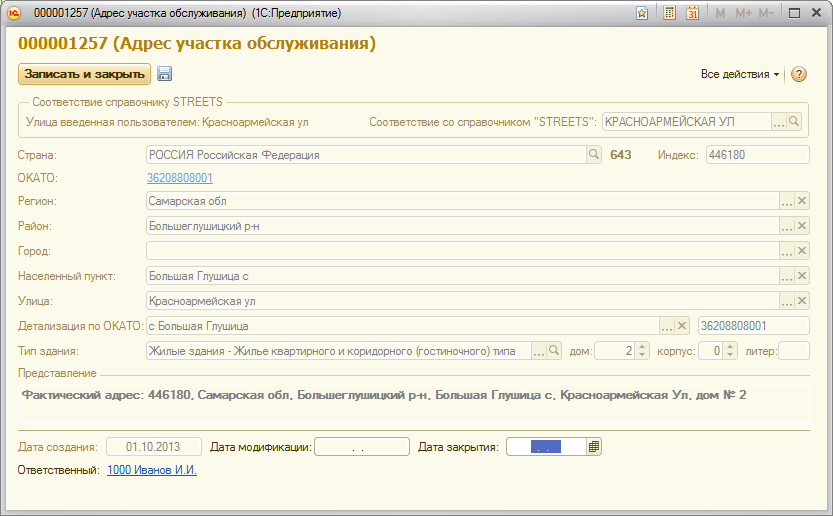 000001257 (Адрес участка обслуживания) (1С:Предприятие)
31 M M+ M-
000001257 (Адрес участка обслуживания)
Записать и закрыть Все действия ?
Соответствие справочнику STREETS
Улица введенная пользователем: Красноармейская ул Соответствие со справочником "STREETS": КРАСНОАРМЕЙСКАЯ УЛ ...
Страна: РОССИЯ Российская Федерация 643 Индекс: 446180
ОКАТО: 36208808001
Регион: Самарская обл ...
Район: Большеглушицкий р-н ...
Город: ...
Населенный пункт: Большая Глушица с ...
Улица: Красноармейская ул ...
Детализация по ОКАТО: с Большая Глушица ... 36208808001
Тип здания: Жилые здания - Жилье квартирного и коридорного (гостиничного) типа ... дом: 2 корпус: 0 литер:
Представление
Фактический адрес: 446180, Самарская обл, Большеглушицкий р-н, Большая Глушица с, Красноармейская Ул, дом № 2
Дата создания: 01.10.2013 Дата модификации: . . Дата закрытия: . .
Ответственный: 1000 Иванов И.И.